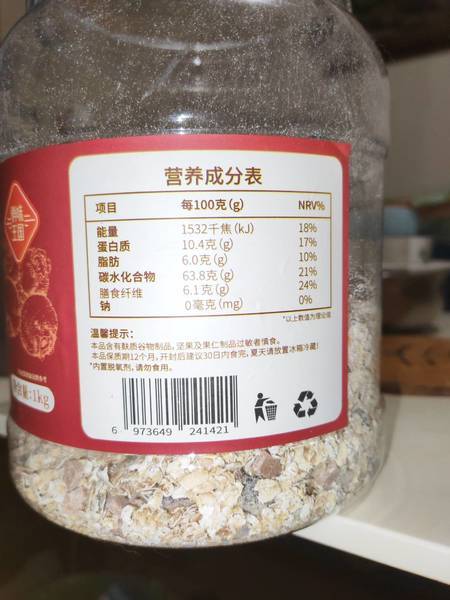 营养成分表
项目 每100克(g) NRV%
能量 1532千焦(kJ) 18%
蛋白质 10.4克(g) 17%
脂肪 6.0克(g) 10%
碳水化合物 63.8克(g) 21%
膳食纤维 6.1克(g) 24%
钠 0毫克(mg) 0%
*以上数值为理论值
温馨提示：
本品含有麸质谷物制品，坚果及果仁制品过敏者慎食。
本品保质期12个月，开封后建议30日内食完，夏天请放置冰箱冷藏！
*内置脱氧剂，请勿食用。
6 973649 241421
王国
:1kg